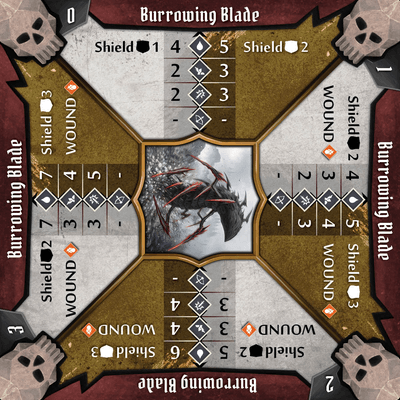 0
Burrowing Blade
Shield 1 4 5 Shield 2
2 3
2 3
- -
1
Burrowing Blade
Shield 2 4 5 Shield 3
WOUND 3 4 WOUND
2 3
- -
2
Burrowing Blade
Shield 2 5 6 Shield 3
WOUND 3 4 WOUND
3 4
- -
3
Burrowing Blade
Shield 2 7 7 Shield 3
WOUND 3 4 WOUND
3 5
- -